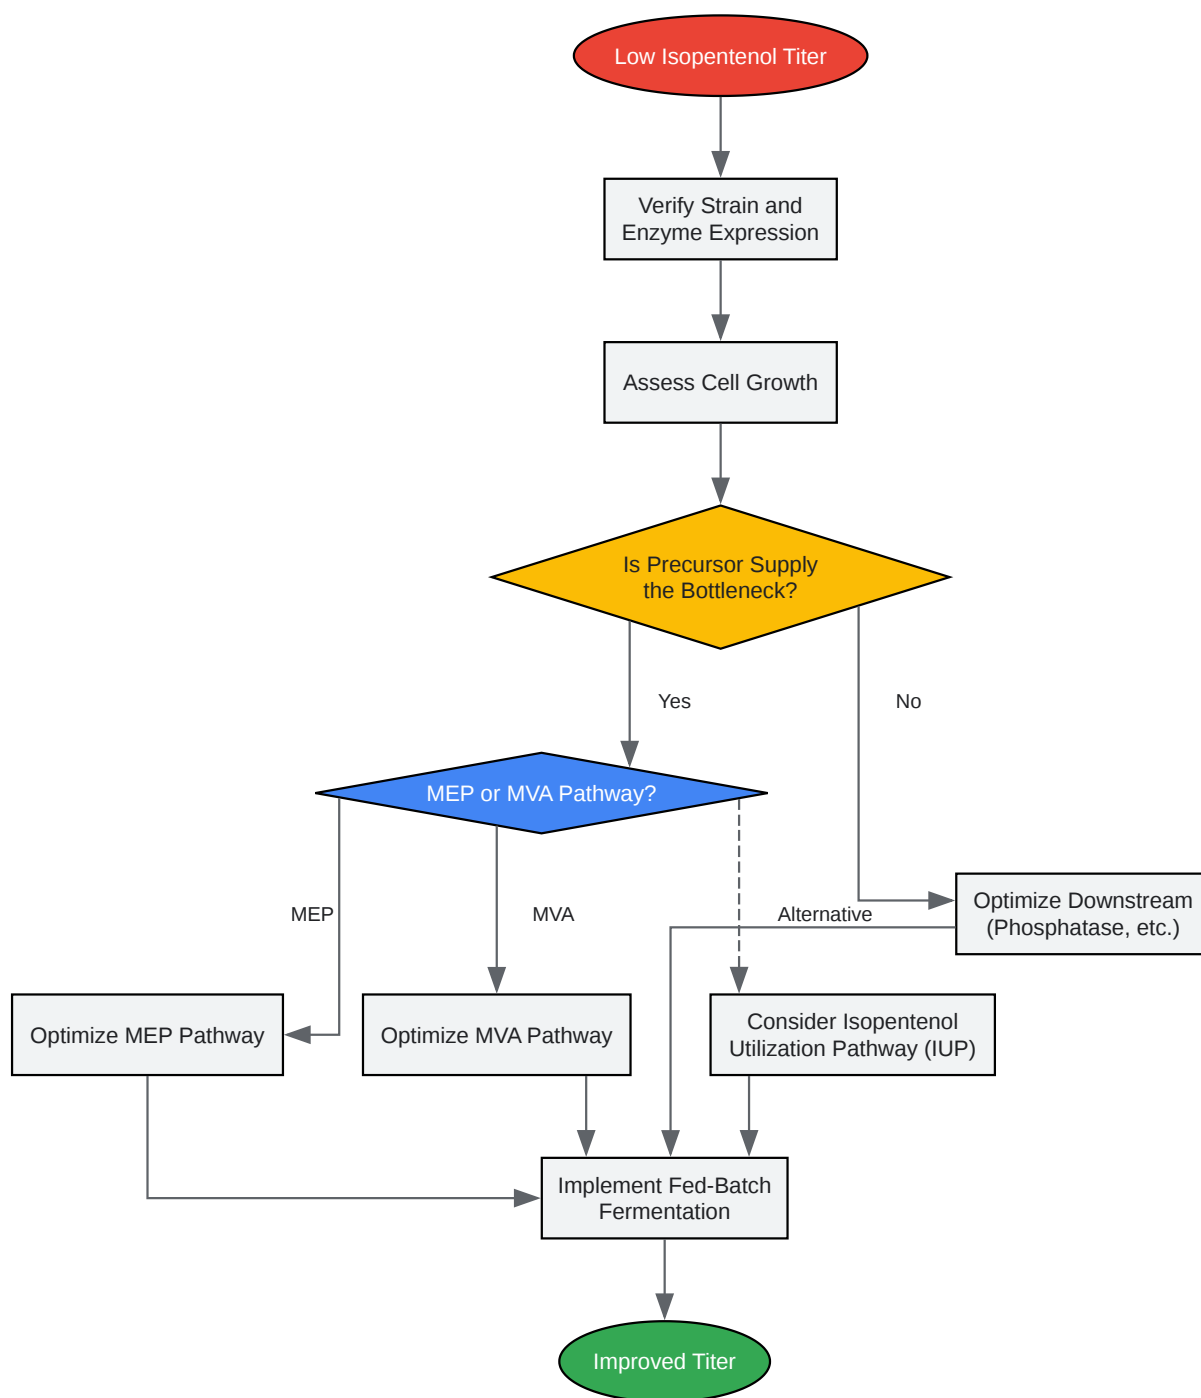 Low Isopentenol Titer
Verify Strain and
Enzyme Expression
Assess Cell Growth
Is Precursor Supply
the Bottleneck?
Yes
No
MEP or MVA Pathway?
MEP
MVA
Alternative
Optimize Downstream
(Phosphatase, etc.)
Optimize MEP Pathway
Optimize MVA Pathway
Consider Isopentenol
Utilization Pathway (IUP)
Implement Fed-Batch
Fermentation
Improved Titer